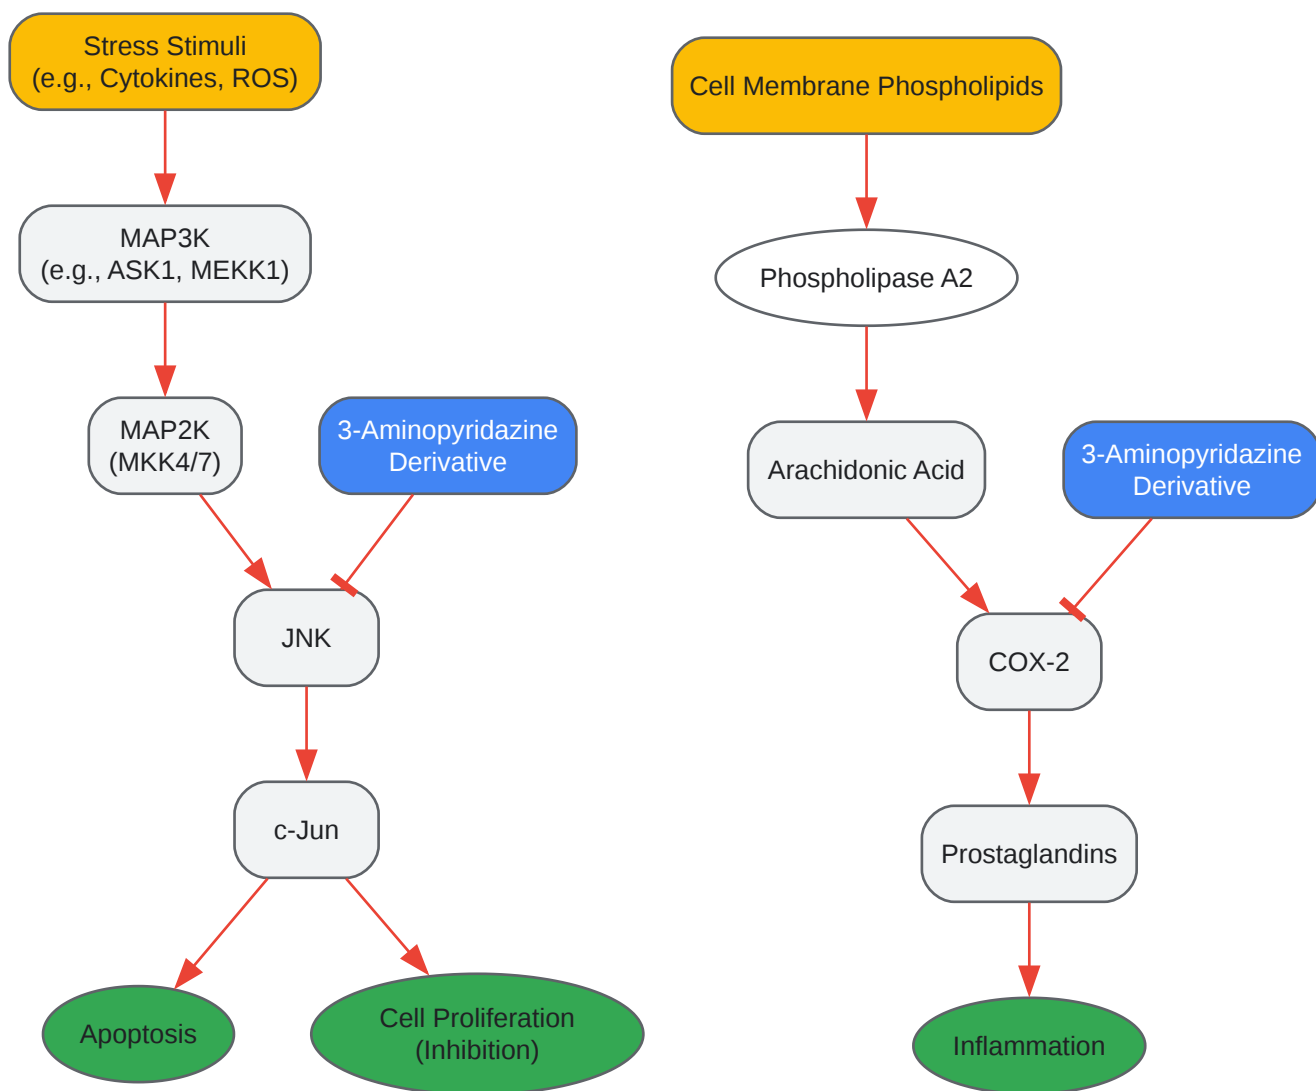 Stress Stimuli
(e.g., Cytokines, ROS)
MAP3K
(e.g., ASK1, MEKK1)
MAP2K
(MKK4/7)
3-Aminopyridazine
Derivative
JNK
c-Jun
Apoptosis
Cell Proliferation
(Inhibition)
Cell Membrane Phospholipids
Phospholipase A2
Arachidonic Acid
3-Aminopyridazine
Derivative
COX-2
Prostaglandins
Inflammation